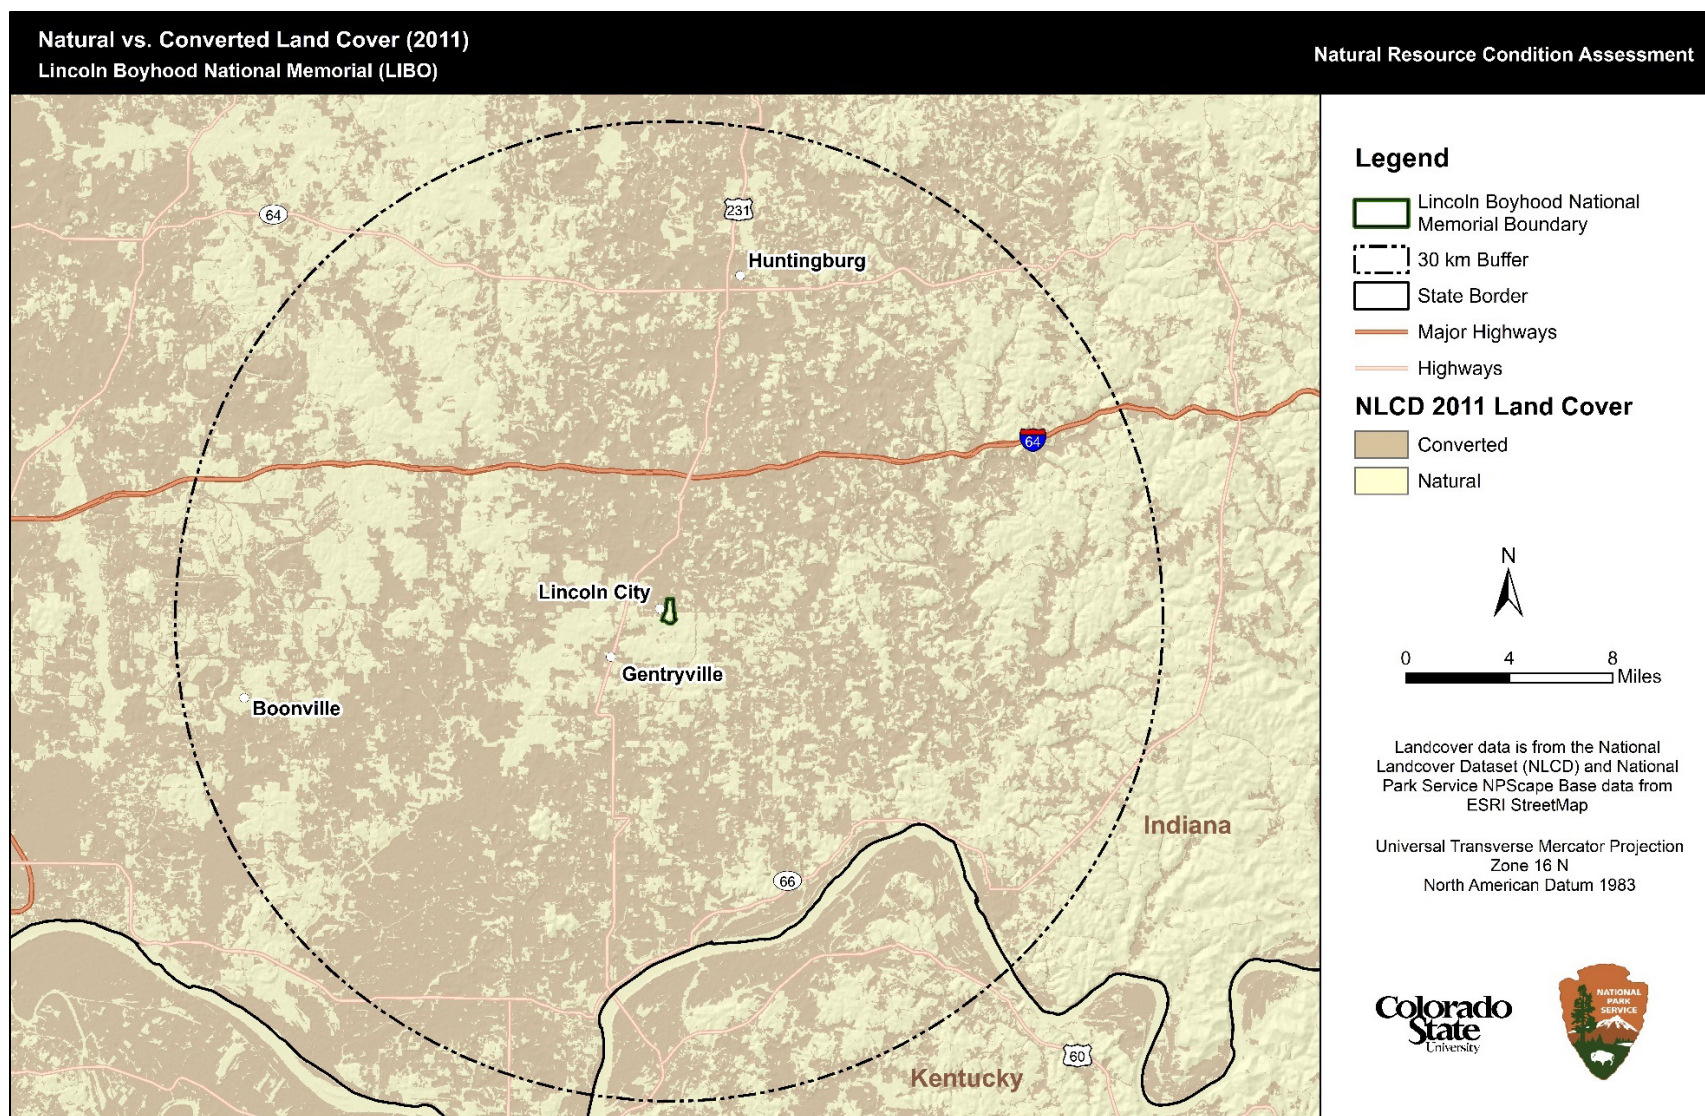 Natural vs. Converted Land Cover (2011)
Lincoln Boyhood National Memorial (LIBO)
Natural Resource Condition Assessment
64
231
Huntingburg
64
Lincoln City
Gentryville
Boonville
Indiana
66
60
Kentucky
Legend
Lincoln Boyhood National
Memorial Boundary
30 km Buffer
State Border
Major Highways
Highways
NLCD 2011 Land Cover
Converted
Natural
N
0 4 8
Miles
Landcover data is from the National
Landcover Dataset (NLCD) and National
Park Service NPScape Base data from
ESRI StreetMap
Universal Transverse Mercator Projection
Zone 16 N
North American Datum 1983
Colorado
State
University
NATIONAL
PARK
SERVICE